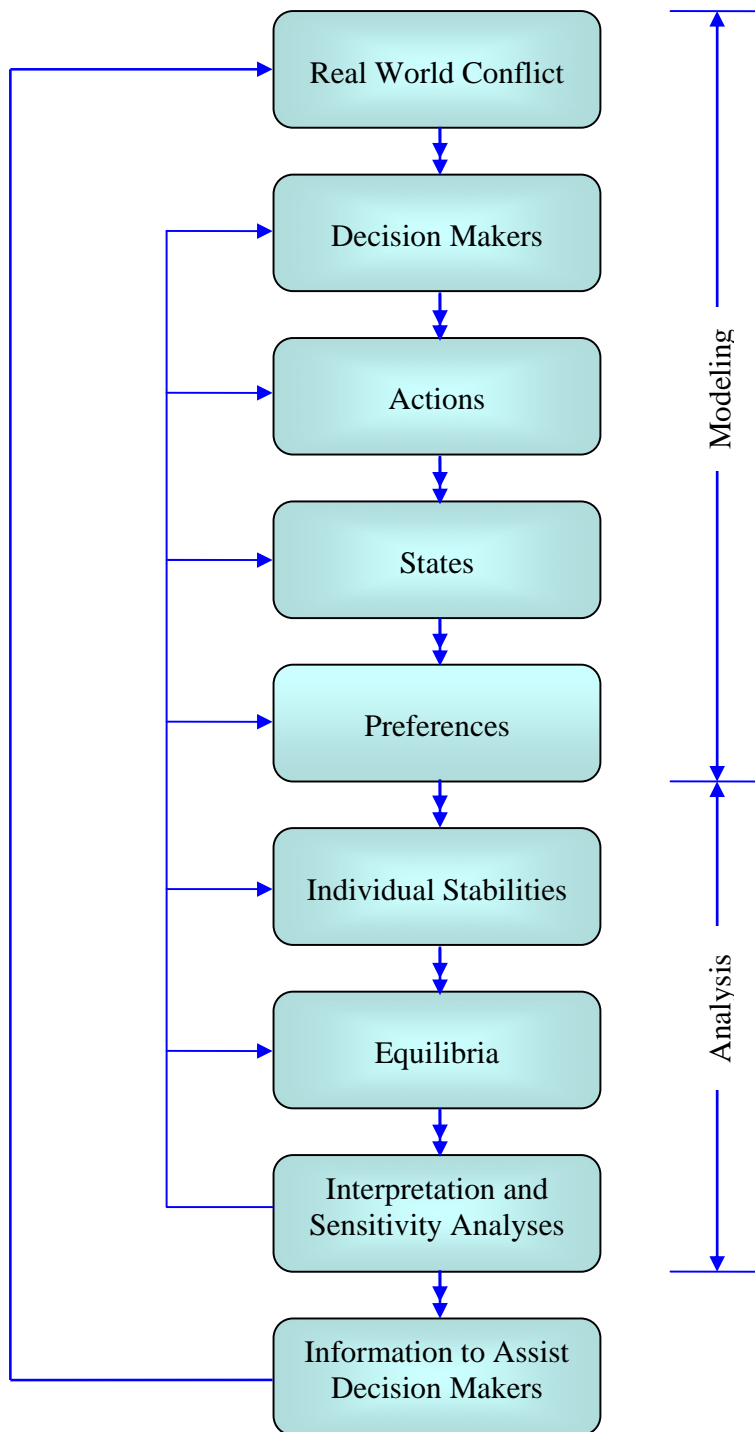 Real World Conflict
Decision Makers
Actions
States
Preferences
Individual Stabilities
Equilibria
Interpretation and
Sensitivity Analyses
Information to Assist
Decision Makers
Modeling
Analysis